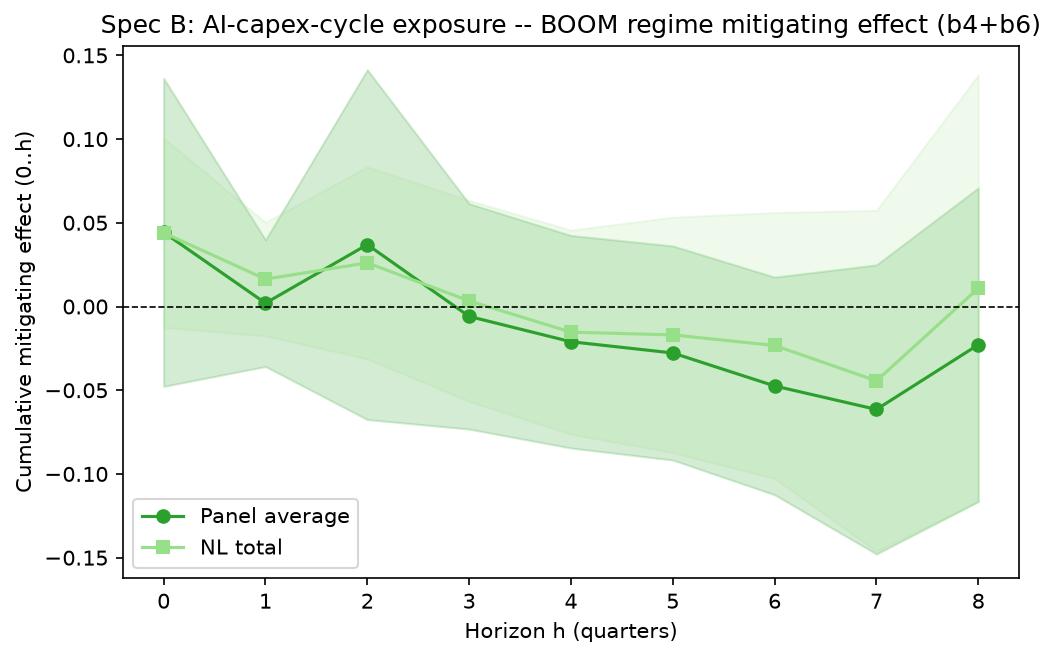 Spec B: AI-capex-cycle exposure -- BOOM regime mitigating effect (b4+b6)
Cumulative mitigating effect (0..h)
0.15
0.10
0.05
0.00
−0.05
−0.10
−0.15
Panel average
NL total
0 1 2 3 4 5 6 7 8
Horizon h (quarters)